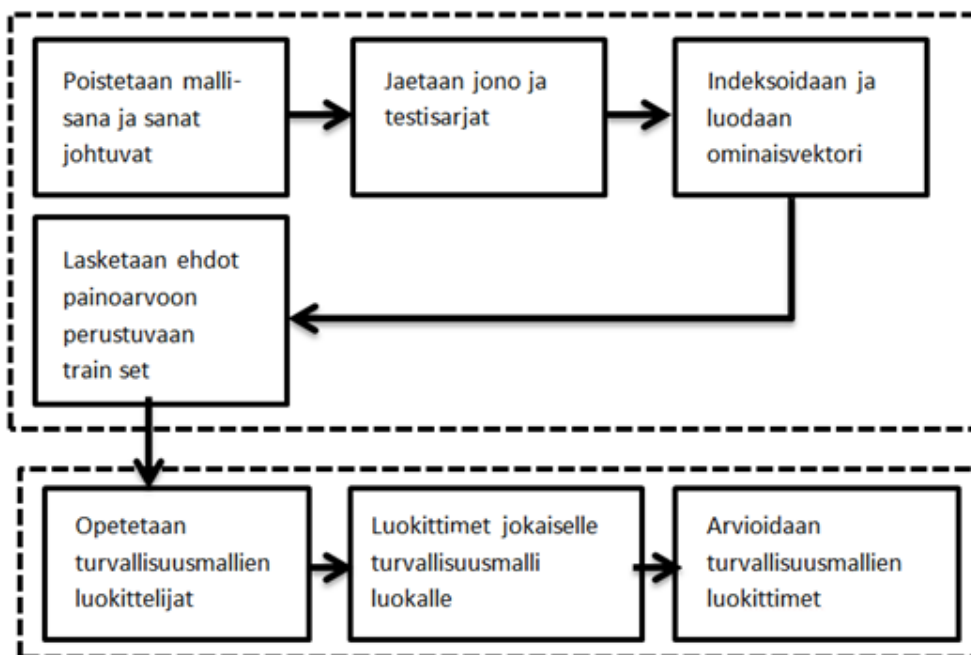 Poistetaan malli-
sana ja sanat
johtuvat
Jaetaan jono ja
testisarjat
Indeksoidaan ja
luodaan
ominaisvektori
Lasketaan ehdot
painoarvoon
perustuvaan
train set
Opetetaan
turvallisuusmallien
luokittelijat
Luokittimet jokaiselle
turvallisuusmalli
luokalle
Arvioidaan
turvallisuusmallien
luokittimet